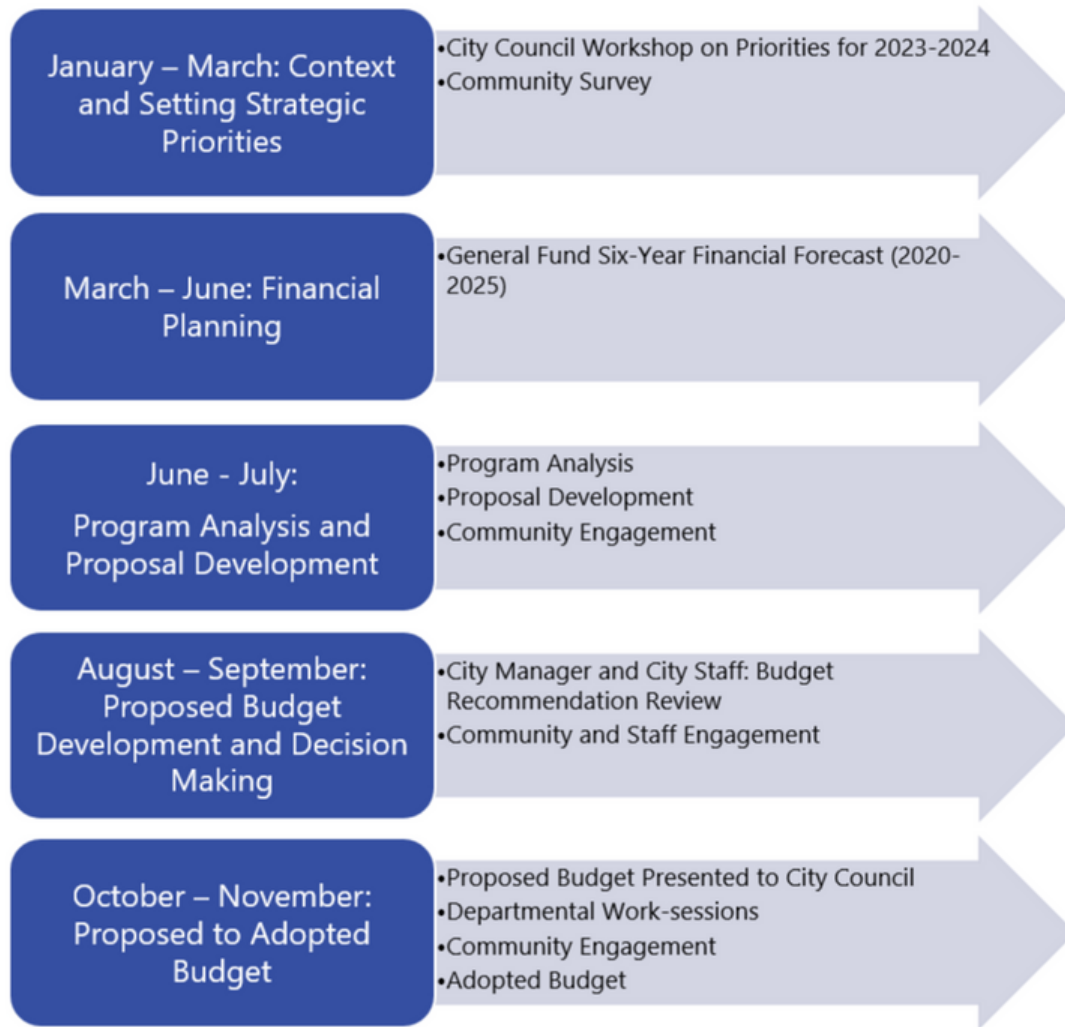 January – March: Context
and Setting Strategic
Priorities
•City Council Workshop on Priorities for 2023-2024
•Community Survey
March – June: Financial
Planning
•General Fund Six-Year Financial Forecast (2020-
2025)
June - July:
Program Analysis and
Proposal Development
•Program Analysis
•Proposal Development
•Community Engagement
August – September:
Proposed Budget
Development and Decision
Making
•City Manager and City Staff: Budget
Recommendation Review
•Community and Staff Engagement
October – November:
Proposed to Adopted
Budget
•Proposed Budget Presented to City Council
•Departmental Work-sessions
•Community Engagement
•Adopted Budget